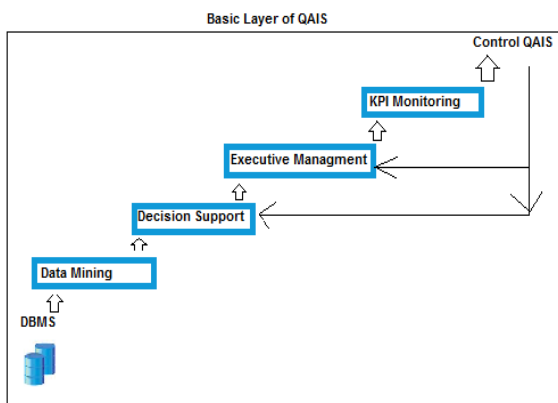 Basic Layer of QAIS
Control QAIS
KPI Monitoring
Executive Managment
Decision Support
Data Mining
DBMS